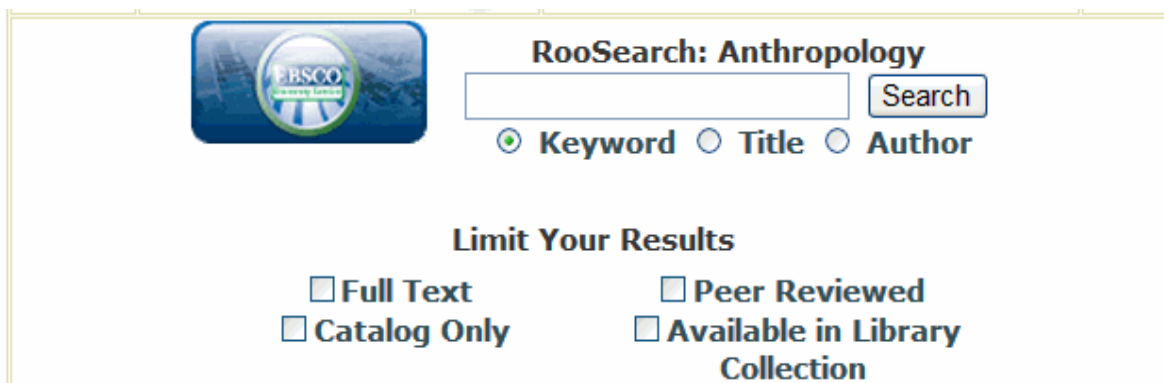 EBSCO
RooSearch: Anthropology
Search
Keyword Title Author
Limit Your Results
Full Text Peer Reviewed
Catalog Only Available in Library
Collection